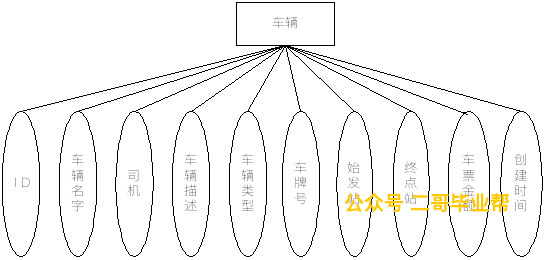 车辆
ID
车辆名字
司机
车辆描述
车辆类型
车牌号
始发站
终点站
车票金额
创建时间
公众号 二哥毕业帮